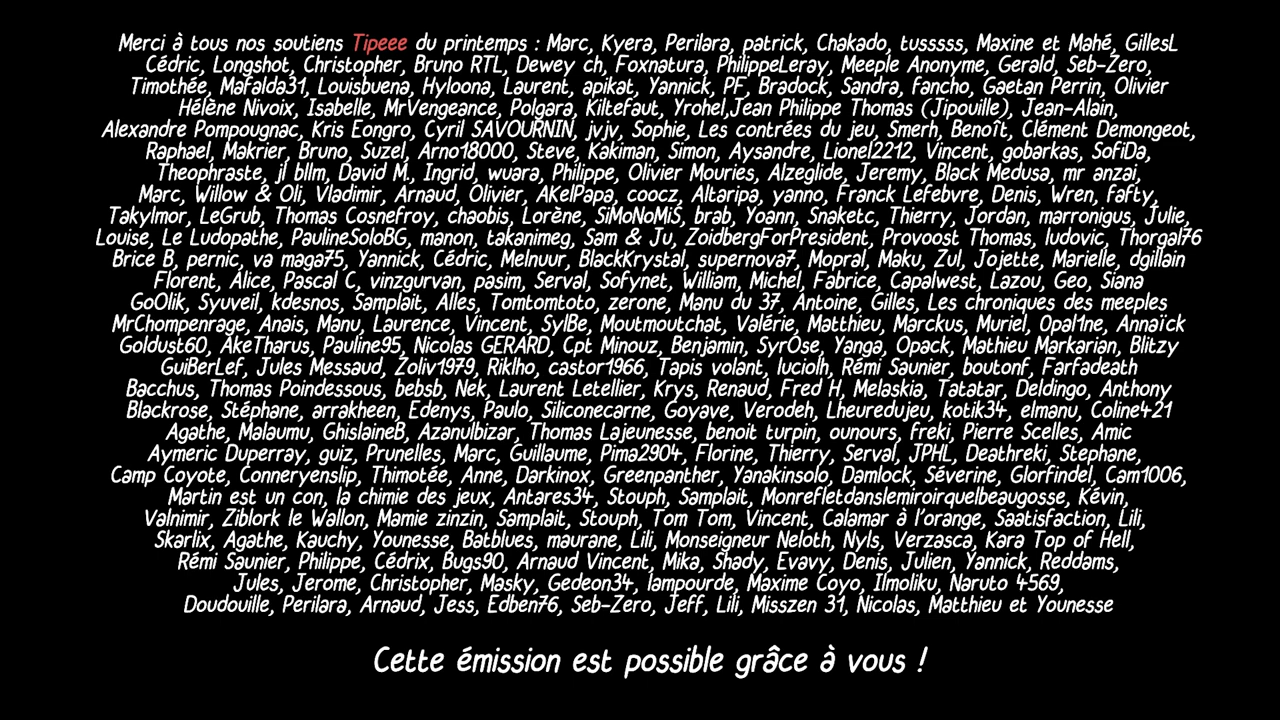 Merci à tous nos soutiens Tipeee du printemps : Marc, Kyera, Perilara, patrick, Chakado, tusssss, Maxine et Mahé, GillesL
Cédric, Longshot, Christopher, Bruno RTL, Dewey ch, Foxnatura, PhilippeLeray, Meeple Anonyme, Gerald, Seb-Zero,
Timothée, Mafalda31, Louisbuena, Hyloona, Laurent, apikat, Yannick, PF, Bradock, Sandra, fancho, Gaetan Perrin, Olivier
Hélène Nivoix, Isabelle, MrVengeance, Polgara, Kiltefaut, Yrohel,Jean Philippe Thomas (Jipouille), Jean-Alain,
Alexandre Pompougnac, Kris Eongro, Cyril SAVOURNIN, jvjv, Sophie, Les contrées du jeu, Smerh, Benoît, Clément Demongeot,
Raphael, Makrier, Bruno, Suzel, Arno18000, Steve, Kakiman, Simon, Aysandre, Lionel2212, Vincent, gobarkas, SofiDa,
Theophraste, jl bllm, David M., Ingrid, wuara, Philippe, Olivier Mouries, Alzeglide, Jeremy, Black Medusa, mr anzai,
Marc, Willow & Oli, Vladimir, Arnaud, Olivier, AKelPapa, coocz, Altaripa, yanno, Franck Lefebvre, Denis, Wren, fafty,
Takylmor, LeGrub, Thomas Cosnefroy, chaobis, Lorène, SiMoNoMiS, brab, Yoann, Snaketc, Thierry, Jordan, marronigus, Julie,
Louise, Le Ludopathe, PaulineSoloBG, manon, takanimeg, Sam & Ju, ZoidbergForPresident, Provoost Thomas, ludovic, Thorgal76
Brice B, pernic, va maga75, Yannick, Cédric, Melnuur, BlackKrystal, supernova7, Mopral, Maku, Zul, Jojette, Marielle, dgillain
Florent, Alice, Pascal C, vinzgurvan, pasim, Serval, Sofynet, William, Michel, Fabrice, Capalwest, Lazou, Geo, Siana
GoOlik, Syuveil, kdesnos, Samplait, Alles, Tomtomtoto, zerone, Manu du 37, Antoine, Gilles, Les chroniques des meeples
MrChompenrage, Anais, Manu, Laurence, Vincent, SylBe, Moutmoutchat, Valérie, Matthieu, Marckus, Muriel, Opal1ne, Annaïck
Goldust60, AkeTharus, Pauline95, Nicolas GERARD, Cpt Minouz, Benjamin, SyrOse, Yanga, Opack, Mathieu Markarian, Blitzy
GuiBerLef, Jules Messaud, Zoliv1979, Riklho, castor1966, Tapis volant, luciolh, Rémi Saunier, boutonf, Farfadeath
Bacchus, Thomas Poindessous, bebsb, Nek, Laurent Letellier, Krys, Renaud, Fred H, Melaskia, Tatatar, Deldingo, Anthony
Blackrose, Stéphane, arrakheen, Edenys, Paulo, Siliconecarne, Goyave, Verodeh, Lheuredujeu, kotik34, elmanu, Coline421
Agathe, Malaumu, GhislaineB, Azanulbizar, Thomas Lajeunesse, benoit turpin, ounours, freki, Pierre Scelles, Amic
Aymeric Duperray, guiz, Prunelles, Marc, Guillaume, Pima2904, Florine, Thierry, Serval, JPHL, Deathreki, Stephane,
Camp Coyote, Conneryenslip, Thimotée, Anne, Darkinox, Greenpanther, Yanakinsolo, Damlock, Séverine, Glorfindel, Cam1006,
Martin est un con, la chimie des jeux, Antares34, Stouph, Samplait, Monrefletdanslemiroirquelbeaugosse, Kévin,
Valnimir, Ziblork le Wallon, Mamie zinzin, Samplait, Stouph, Tom Tom, Vincent, Calamar à l'orange, Saatisfaction, Lili,
Skarlix, Agathe, Kauchy, Younesse, Batblues, maurane, Lili, Monseigneur Neloth, Nyls, Verzasca, Kara Top of Hell,
Rémi Saunier, Philippe, Cédrix, Bugs90, Arnaud Vincent, Mika, Shady, Evavy, Denis, Julien, Yannick, Reddams,
Jules, Jerome, Christopher, Masky, Gedeon34, lampourde, Maxime Coyo, Ilmoliku, Naruto 4569,
Doudouille, Perilara, Arnaud, Jess, Edben76, Seb-Zero, Jeff, Lili, Misszen 31, Nicolas, Matthieu et Younesse
Cette émission est possible grâce à vous !